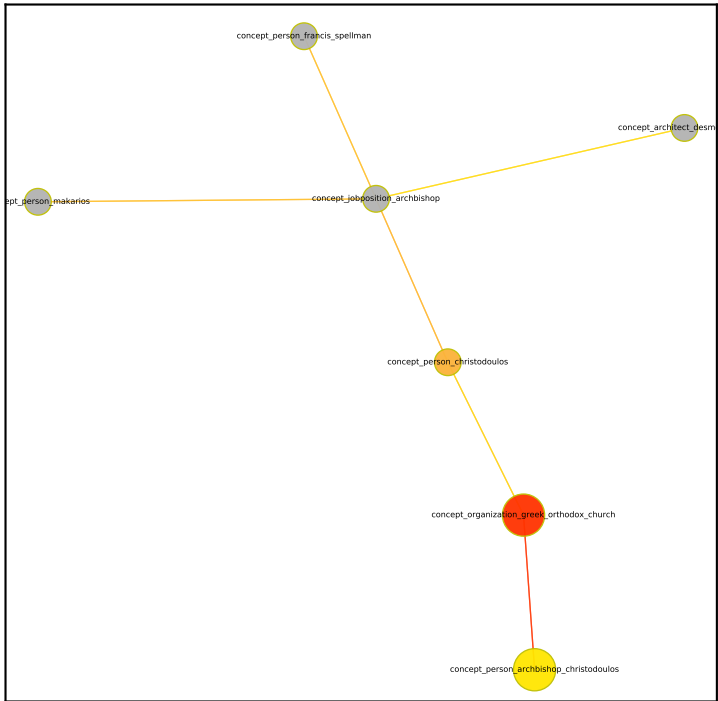 concept_person_francis_spellman
concept_architect_desm
ept_person_makarios
concept_jobposition_archbishop
concept_person_christodoulos
concept_organization_greek_orthodox_church
concept_person_archbishop_christodoulos